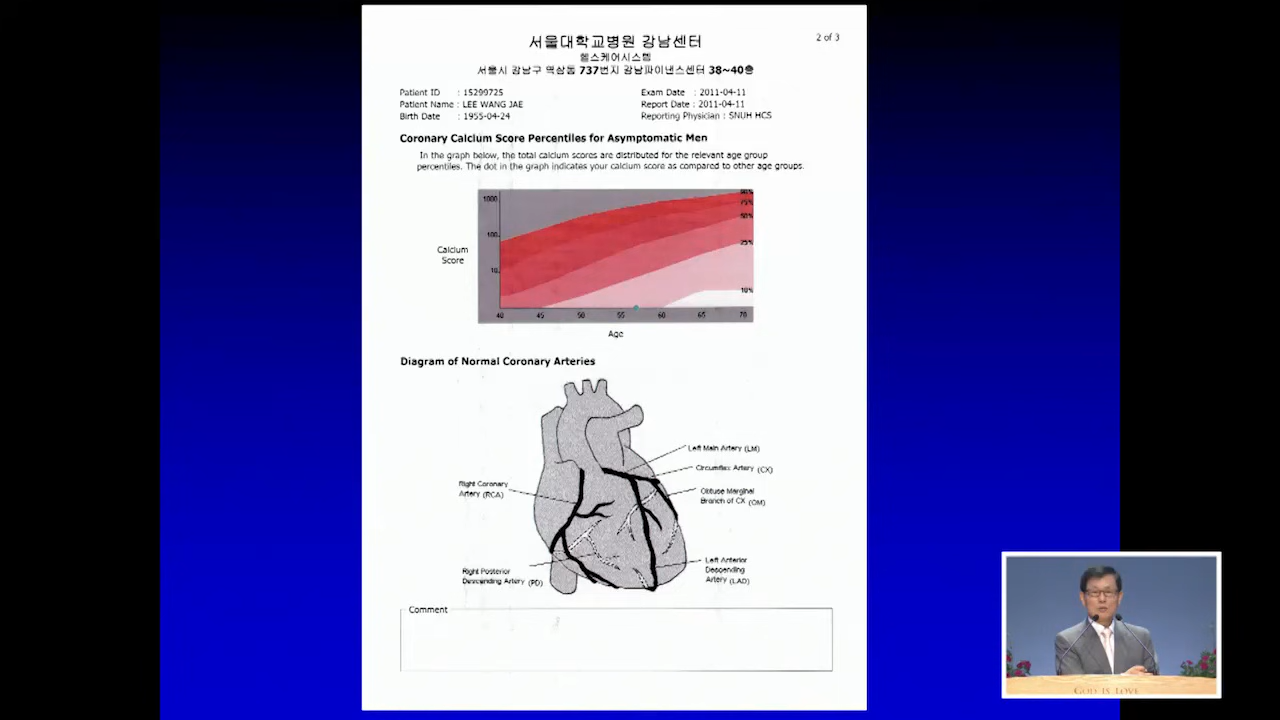 서울대학교병원 강남센터
2 of 3
헬스케어시스템
서울시 강남구 역삼동 737번지 강남파이낸스센터 38~40층
Patient ID : 15299725
Exam Date : 2011-04-11
Patient Name : LEE WANG JAE
Report Date : 2011-04-11
Birth Date : 1955-04-24
Reporting Physician : SNUH HCS
Coronary Calcium Score Percentiles for Asymptomatic Men
In the graph below, the total calcium scores are distributed for the relevant age group
percentiles. The dot in the graph indicates your calcium score as compared to other age groups.
1000
100
10
90%
75%
50%
25%
10%
Calcium
Score
40 45 50 55 60 65 70
Age
Diagram of Normal Coronary Arteries
Left Main Artery (LM)
Circumflex Artery (CX)
Right Coronary
Artery (RCA)
Obtuse Marginal
Branch of CX (OM)
Left Anterior
Descending
Artery (LAD)
Right Posterior
Descending Artery (PD)
Comment
GOD IS LOVE